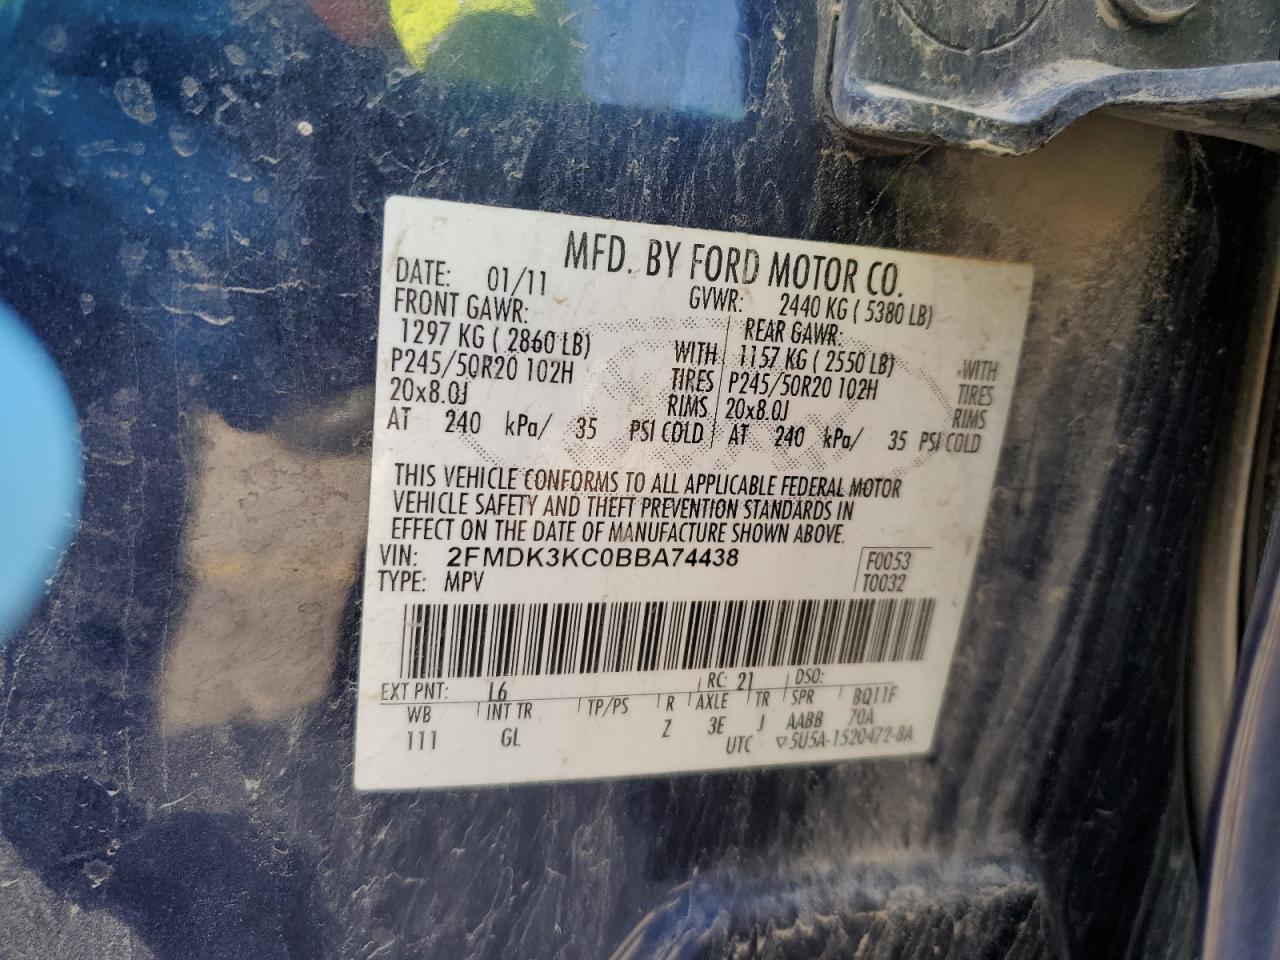 MFD. BY FORD MOTOR CO.
DATE: 01/11 GVWR: 2440 KG ( 5380 LB)
FRONT GAWR: REAR GAWR:
1297 KG ( 2860 LB) WITH 1157 KG ( 2550 LB) WITH
P245/50R20 102H TIRES P245/50R20 102H TIRES
20x8.0J RIMS 20x8.0J RIMS
AT 240 kPa/ 35 PSI COLD AT 240 kPa/ 35 PSI COLD
THIS VEHICLE CONFORMS TO ALL APPLICABLE FEDERAL MOTOR
VEHICLE SAFETY AND THEFT PREVENTION STANDARDS IN
EFFECT ON THE DATE OF MANUFACTURE SHOWN ABOVE.
VIN: 2FMDK3KC0BBA74438 F0053
TYPE: MPV T0032
EXT PNT: L6 RC: 21 DSO:
WB INT TR TP/PS R AXLE TR SPR BQ11F
111 GL Z 3E J AABB 70A
UTC ▽5U5A-1520472-8A